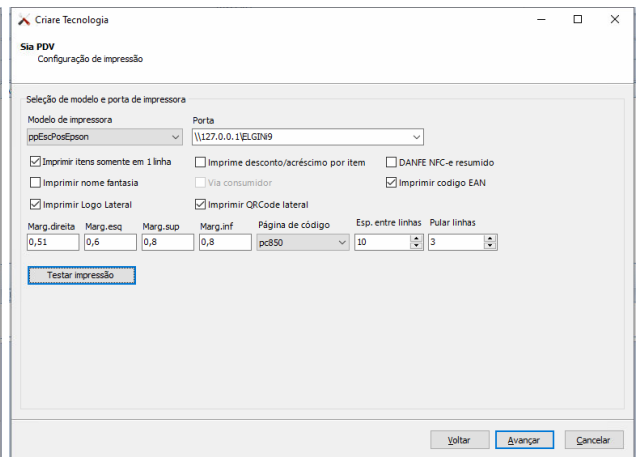 Criare Tecnologia
Sia PDV
Configuração de impressão
Seleção de modelo e porta de impressora
Modelo de impressora Porta
ppEscPosEpson \\127.0.0.1\ELGINi9
Imprimir itens somente em 1 linha Imprime desconto/acréscimo por item DANFE NFC-e resumido
Imprimir nome fantasia Via consumidor Imprimir codigo EAN
Imprimir Logo Lateral Imprimir QRCode lateral
Marg.direita Marg.esq Marg.sup Marg.inf Página de código Esp. entre linhas Pular linhas
0,51 0,6 0,8 0,8 pc850 10 3
Testar impressão
Voltar Avançar Cancelar